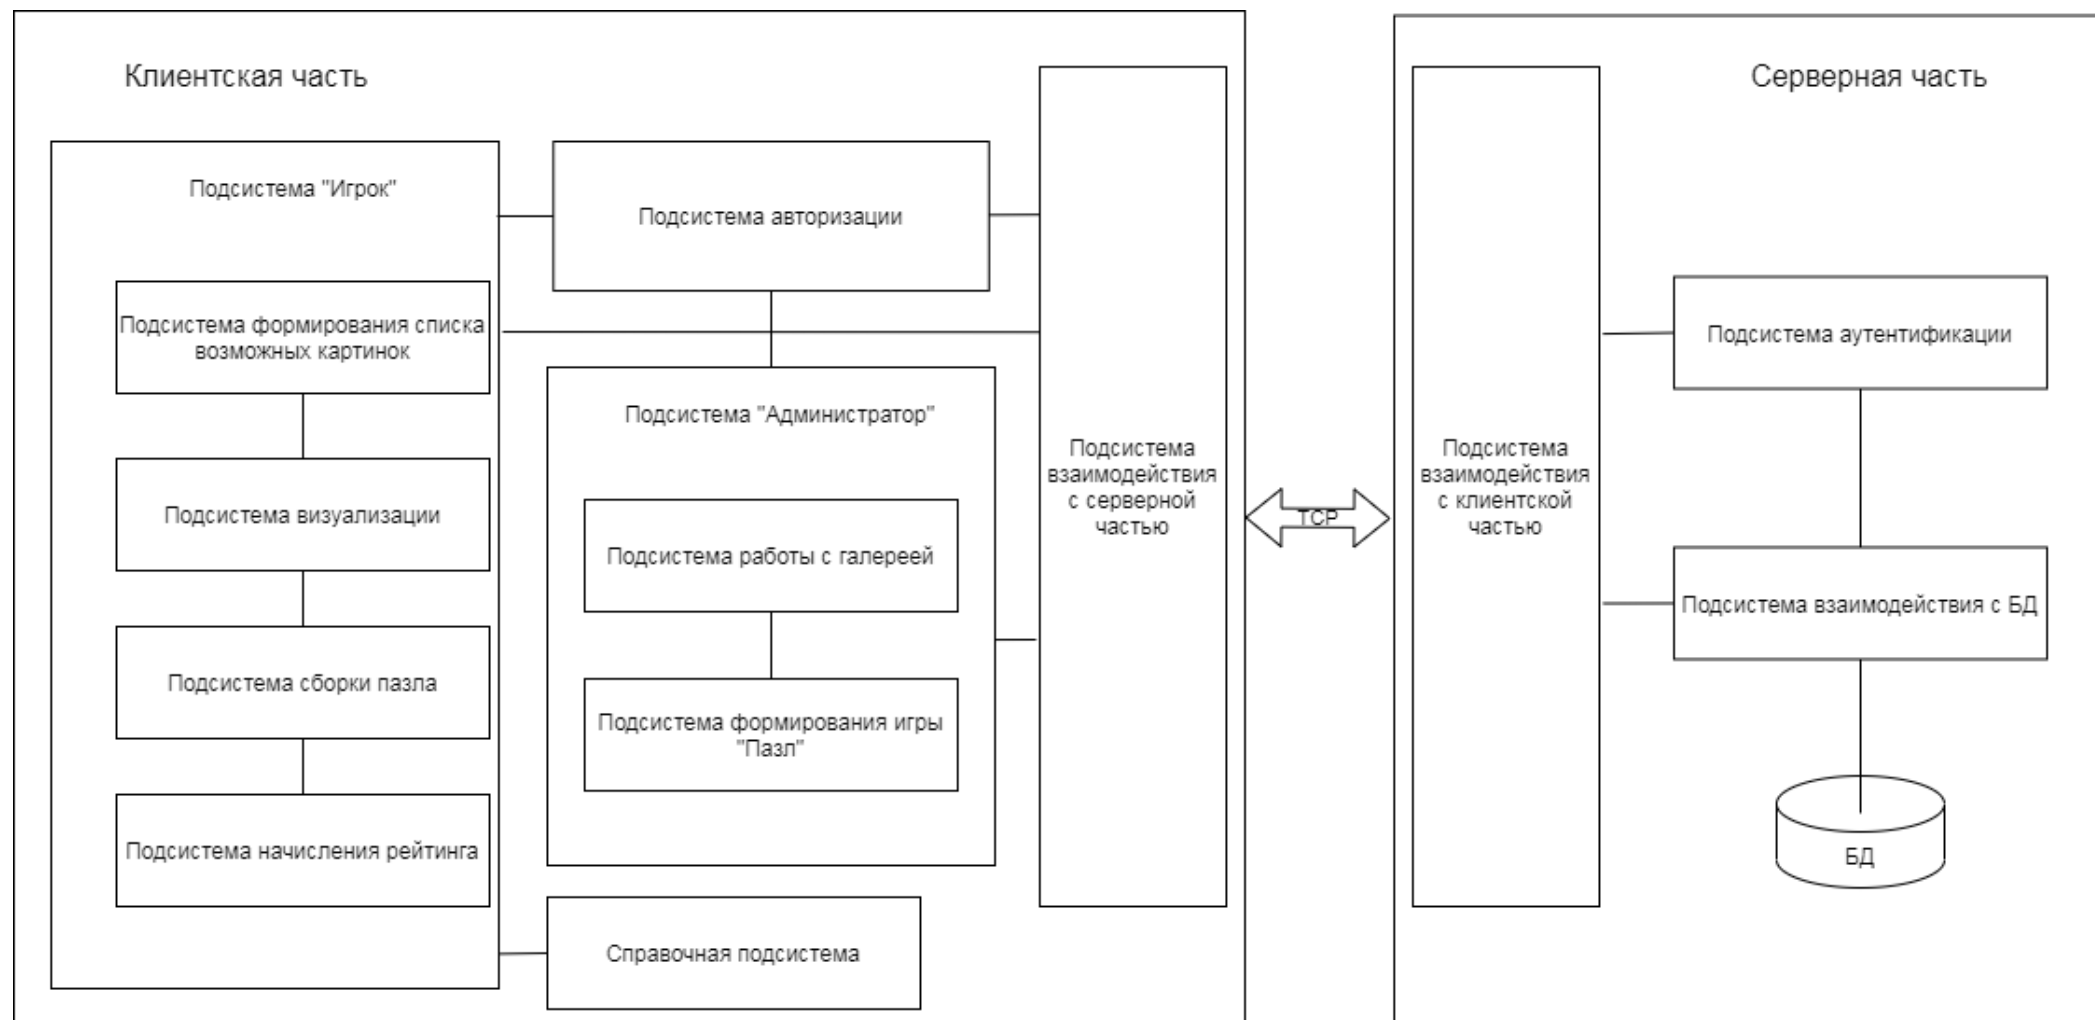 Клиентская часть
Подсистема "Игрок"
Подсистема формирования списка
возможных картинок
Подсистема визуализации
Подсистема сборки пазла
Подсистема начисления рейтинга
Подсистема авторизации
Подсистема "Администратор"
Подсистема работы с галереей
Подсистема формирования игры
"Пазл"
Справочная подсистема
Подсистема
взаимодействия
с серверной
частью
TCP
Серверная часть
Подсистема
взаимодействия
с клиентской
частью
Подсистема аутентификации
Подсистема взаимодействия с БД
БД